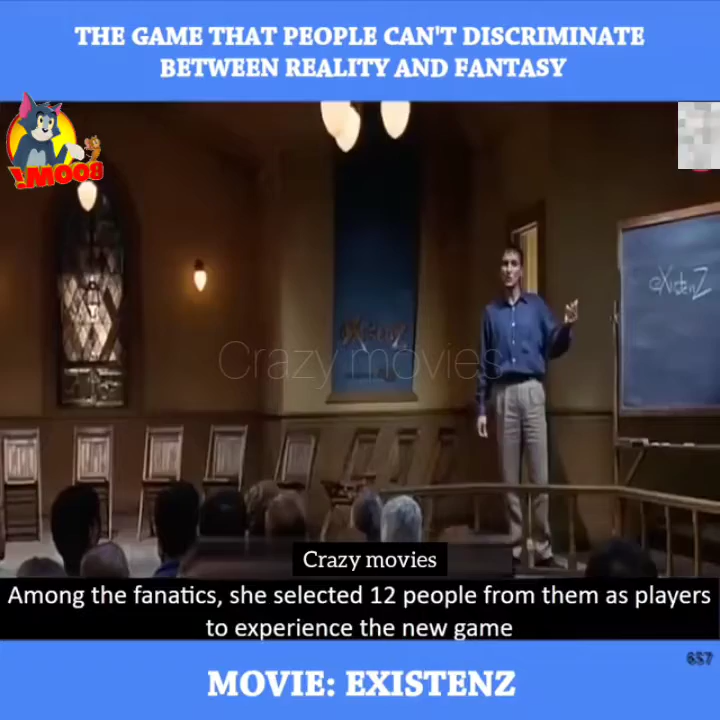 THE GAME THAT PEOPLE CAN'T DISCRIMINATE
BETWEEN REALITY AND FANTASY
BOOM!
eXistenZ
eXistenZ
Crazy movies
Crazy movies
Among the fanatics, she selected 12 people from them as players
to experience the new game
657
MOVIE: EXISTENZ